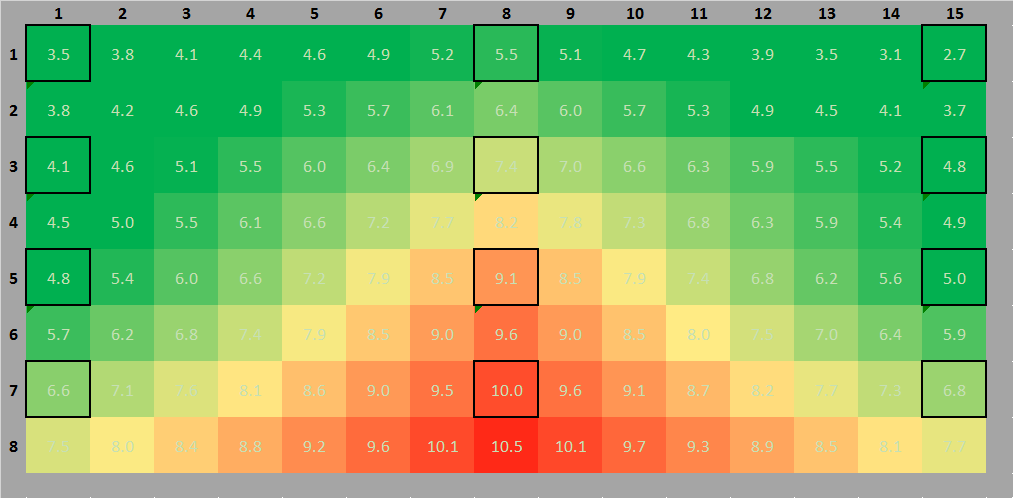 1 2 3 4 5 6 7 8 9 10 11 12 13 14 15
1 3.5 3.8 4.1 4.4 4.6 4.9 5.2 5.5 5.1 4.7 4.3 3.9 3.5 3.1 2.7
2 3.8 4.2 4.6 4.9 5.3 5.7 6.1 6.4 6.0 5.7 5.3 4.9 4.5 4.1 3.7
3 4.1 4.6 5.1 5.5 6.0 6.4 6.9 7.4 7.0 6.6 6.3 5.9 5.5 5.2 4.8
4 4.5 5.0 5.5 6.1 6.6 7.2 7.7 8.2 7.8 7.3 6.8 6.3 5.9 5.4 4.9
5 4.8 5.4 6.0 6.6 7.2 7.9 8.5 9.1 8.5 7.9 7.4 6.8 6.2 5.6 5.0
6 5.7 6.2 6.8 7.4 7.9 8.5 9.0 9.6 9.0 8.5 8.0 7.0 6.4 5.9
7 6.6 7.1 8.1 8.6 9.0 9.5 10.0 9.6 9.1 8.7 8.2 7.7 7.3 6.8
8 8.0 8.4 8.8 9.2 9.6 10.1 10.5 10.1 9.7 9.3 8.9 8.5 8.1 7.7